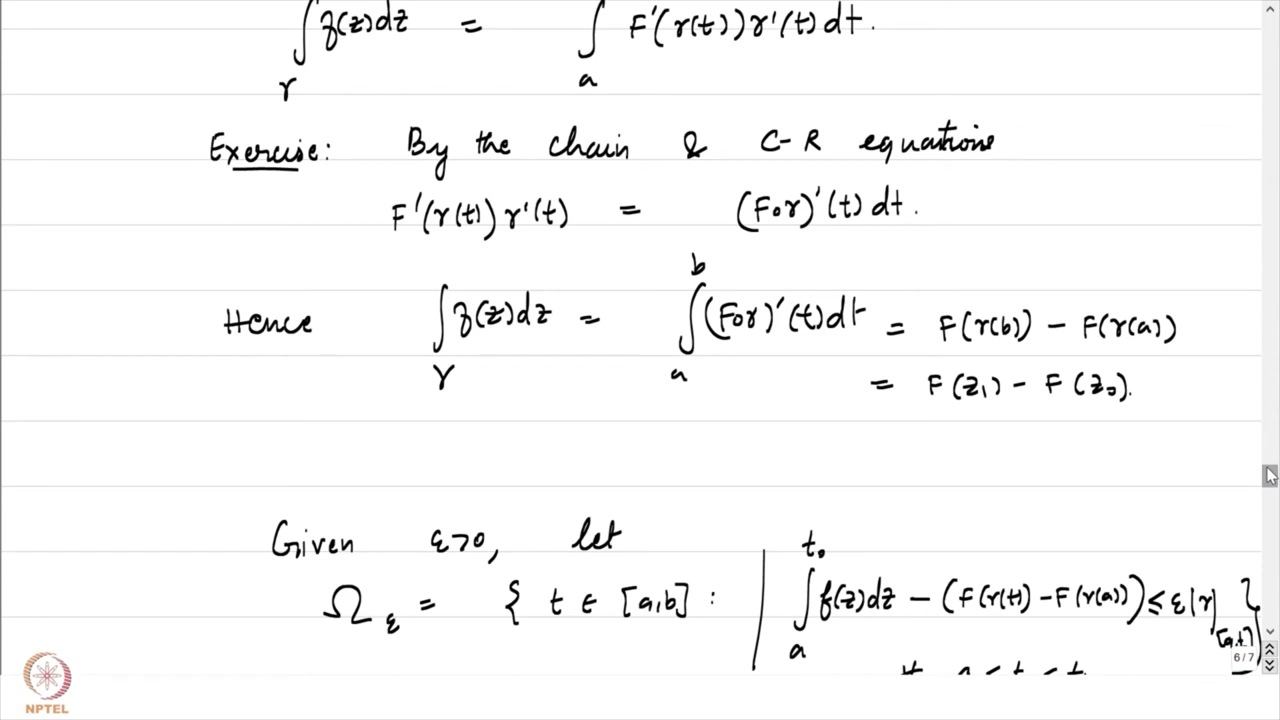 ∫_γ f(z)dz = ∫_a F'(γ(t))γ'(t)dt.
Exercise: By the chain & C-R equations
F'(γ(t))γ'(t) = (F∘γ)'(t)dt.
Hence ∫_γ f(z)dz = ∫_a^b (F∘γ)'(t)dt = F(γ(b)) - F(γ(a))
= F(z₁) - F(z₀).
Given ε>0, let
Ω_ε = { t ∈ [a,b] : | ∫_a^{t₀} f(z)dz - (F(γ(t)) - F(γ(a))) ≤ ε|γ|_{[a,t]} }
6/7
NPTEL